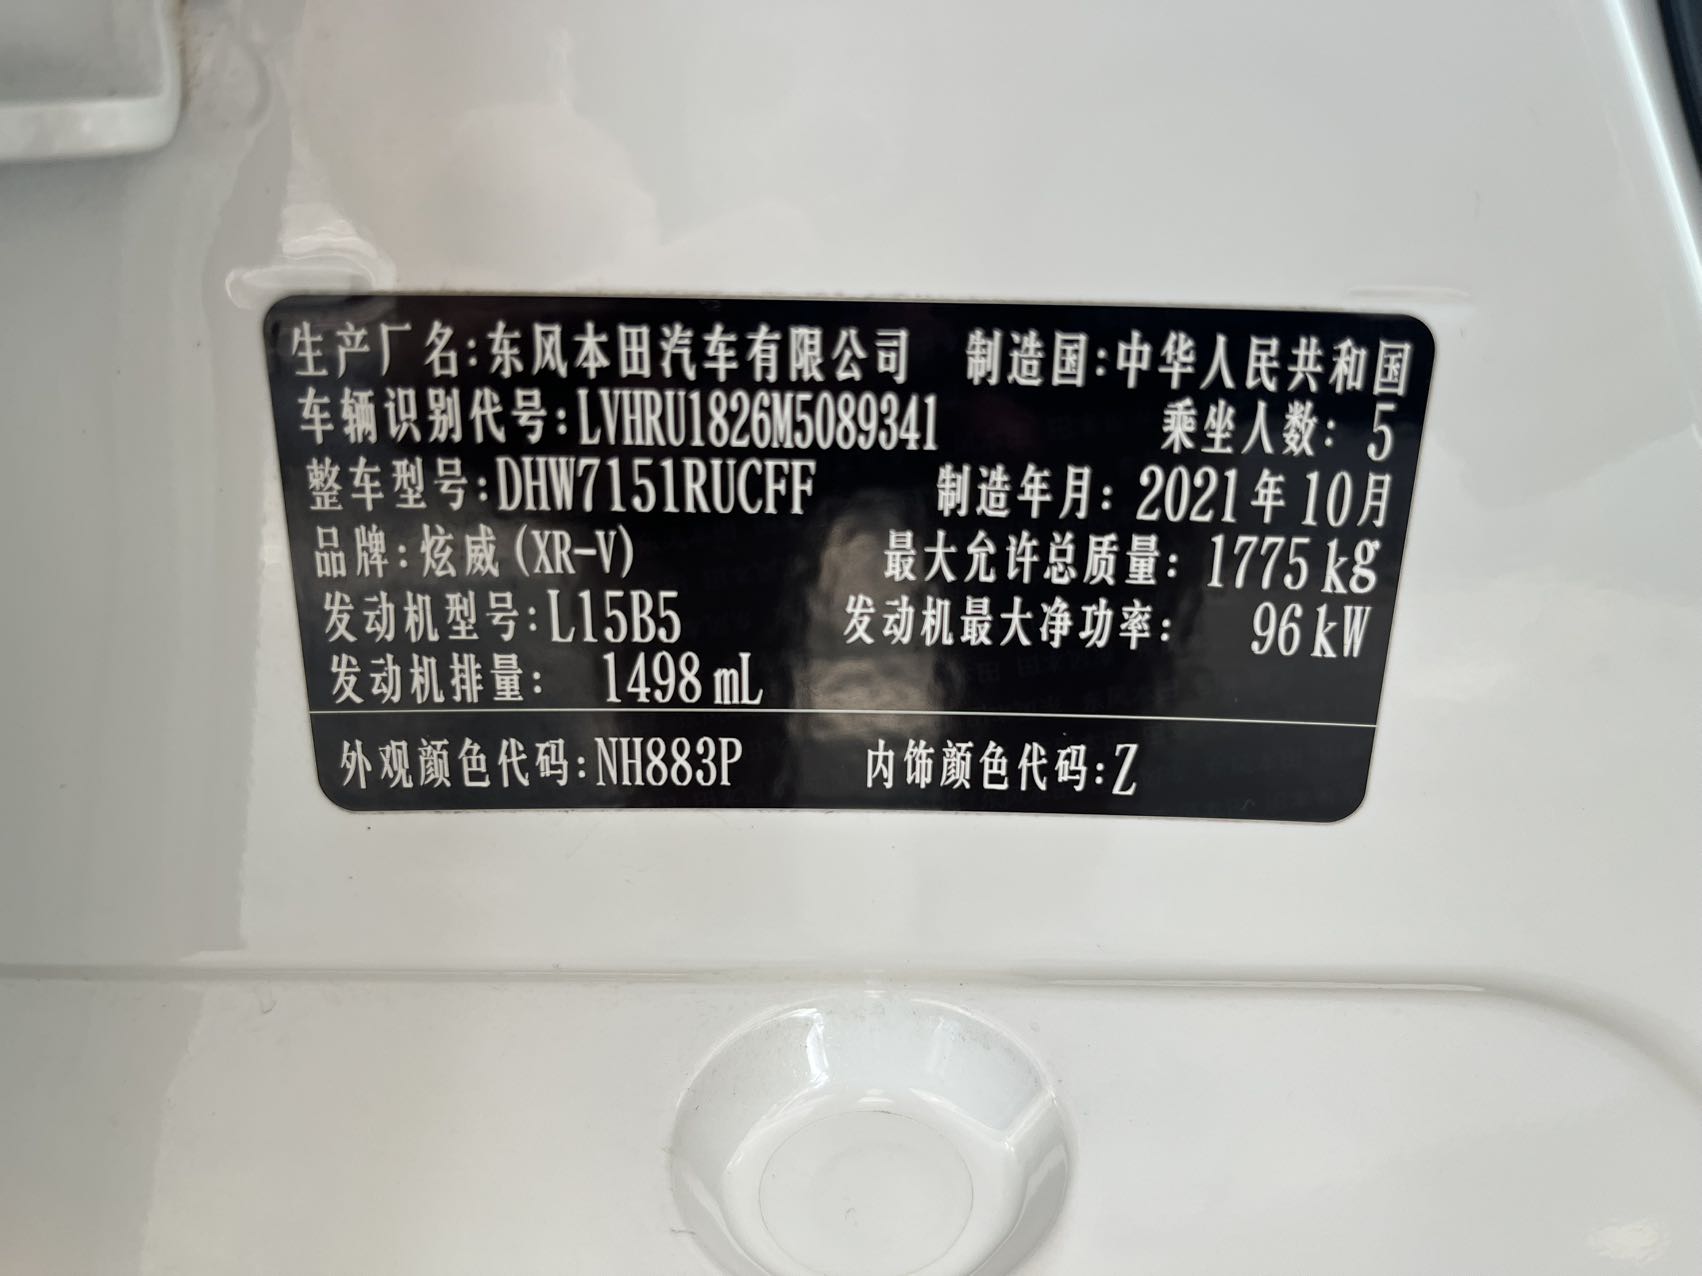 生产厂名:东风本田汽车有限公司 制造国:中华人民共和国
车辆识别代号:LVHRU1826M5089341 乘坐人数: 5
整车型号:DHW7151RUCFF 制造年月: 2021年10月
品牌:炫威(XR-V) 最大允许总质量: 1775kg
发动机型号:L15B5 发动机最大净功率: 96kW
发动机排量: 1498mL
外观颜色代码:NH883P 内饰颜色代码:Z